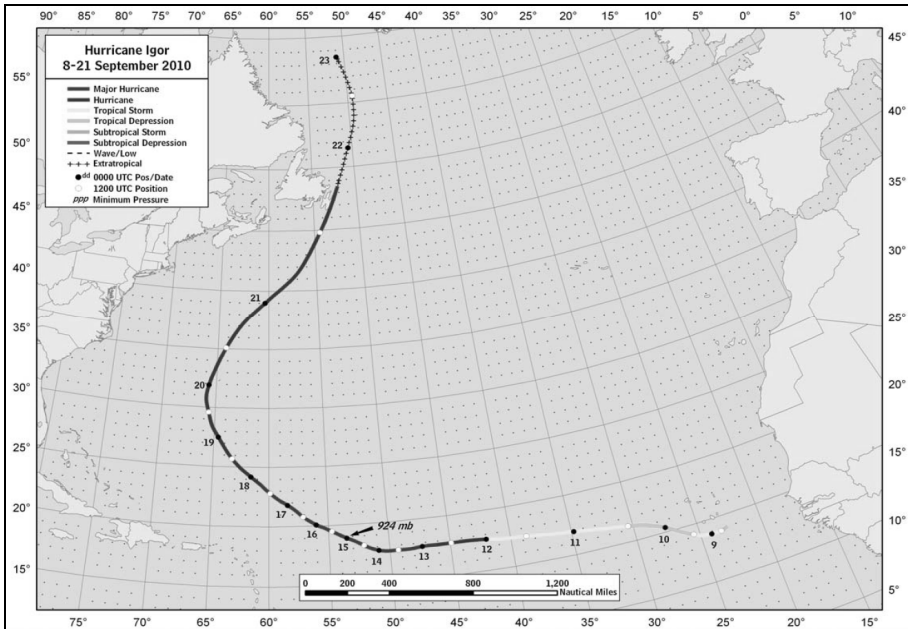 90° 85° 80° 75° 70° 65° 60° 55° 50° 45° 40° 35° 30° 25° 20° 15° 10° 5° 0° 5° 10°
Hurricane Igor
8-21 September 2010
Major Hurricane
Hurricane
Tropical Storm
Tropical Depression
Subtropical Storm
Subtropical Depression
Wave/Low
Extratropical
dd 0000 UTC Pos/Date
1200 UTC Position
ppp Minimum Pressure
55°
50°
45°
40°
35°
30°
25°
20°
15°
45°
40°
35°
30°
25°
20°
15°
10°
5°
23
22
21
20
19
18
17
16
15
924 mb
14
13
12
11
10
9
0 200 400 800 1,200
Nautical Miles
75° 70° 65° 60° 55° 50° 45° 40° 35° 30° 25° 20° 15°